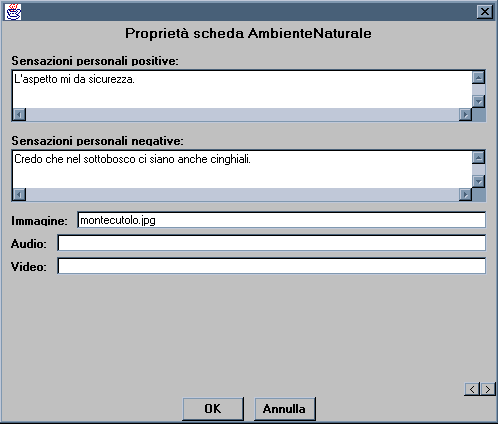 Proprietà scheda AmbienteNaturale
Sensazioni personali positive:
L'aspetto mi da sicurezza.
Sensazioni personali negative:
Credo che nel sottobosco ci siano anche cinghiali.
Immagine: montecutolo.jpg
Audio:
Video:
< >
OK Annulla